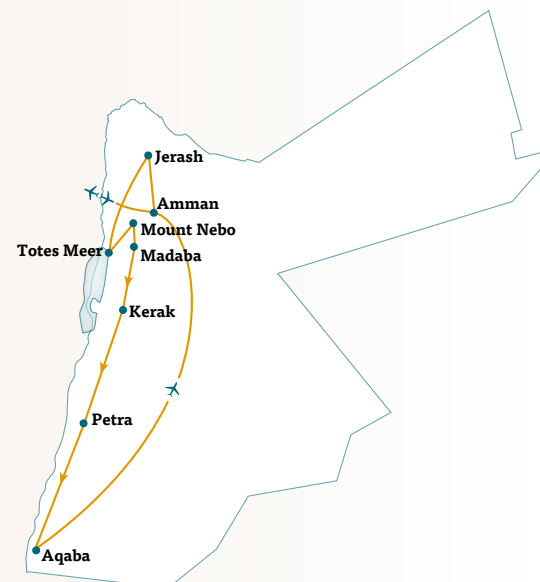 Jerash
Amman
Mount Nebo
Totes Meer
Madaba
Kerak
Petra
Aqaba